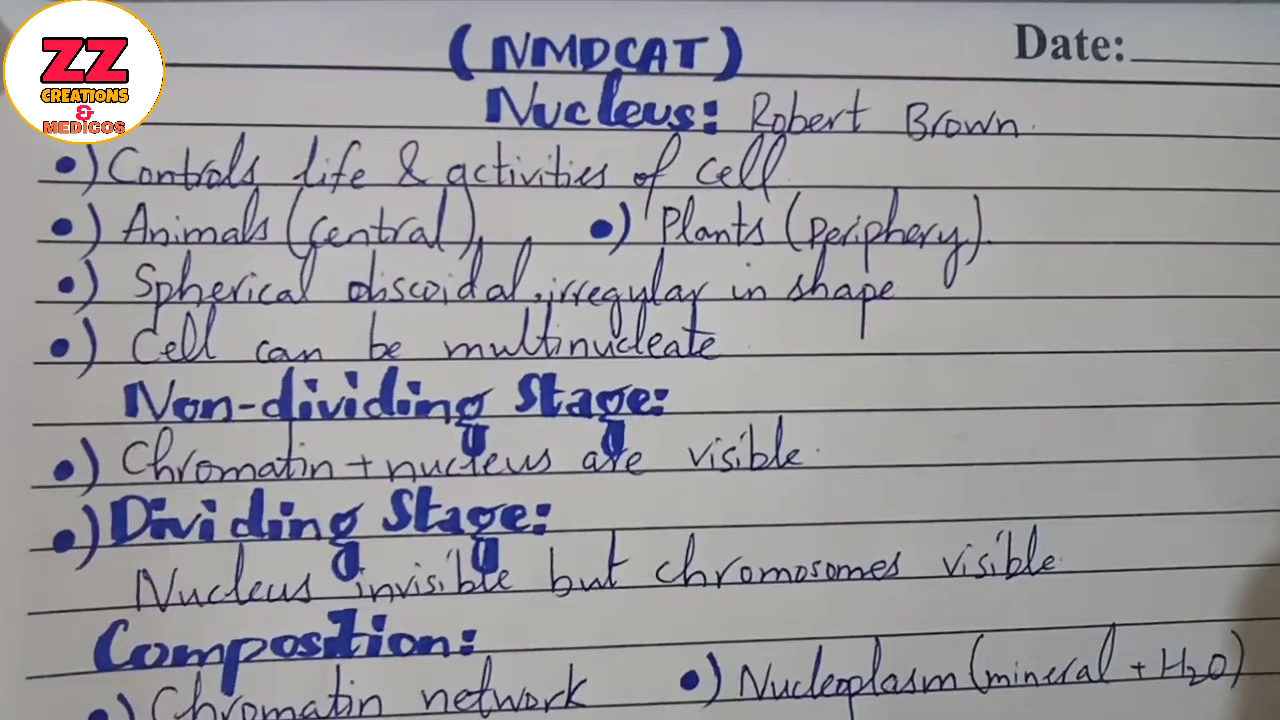 ZZ
CREATIONS
&
MEDICOS
(NMDCAT)
Date:
Nucleus: Robert Brown.
•) Controls life & activities of cell
•) Animals (central), •) Plants (periphery).
•) Spherical discoidal, irregular in shape
•) Cell can be multinucleate
Non-dividing Stage:
•) Chromatin + nucleus are visible.
•) Dividing Stage:
Nucleus invisible but chromosomes visible.
Composition:
•) Chromatin network •) Nucleoplasm (mineral + H₂O)